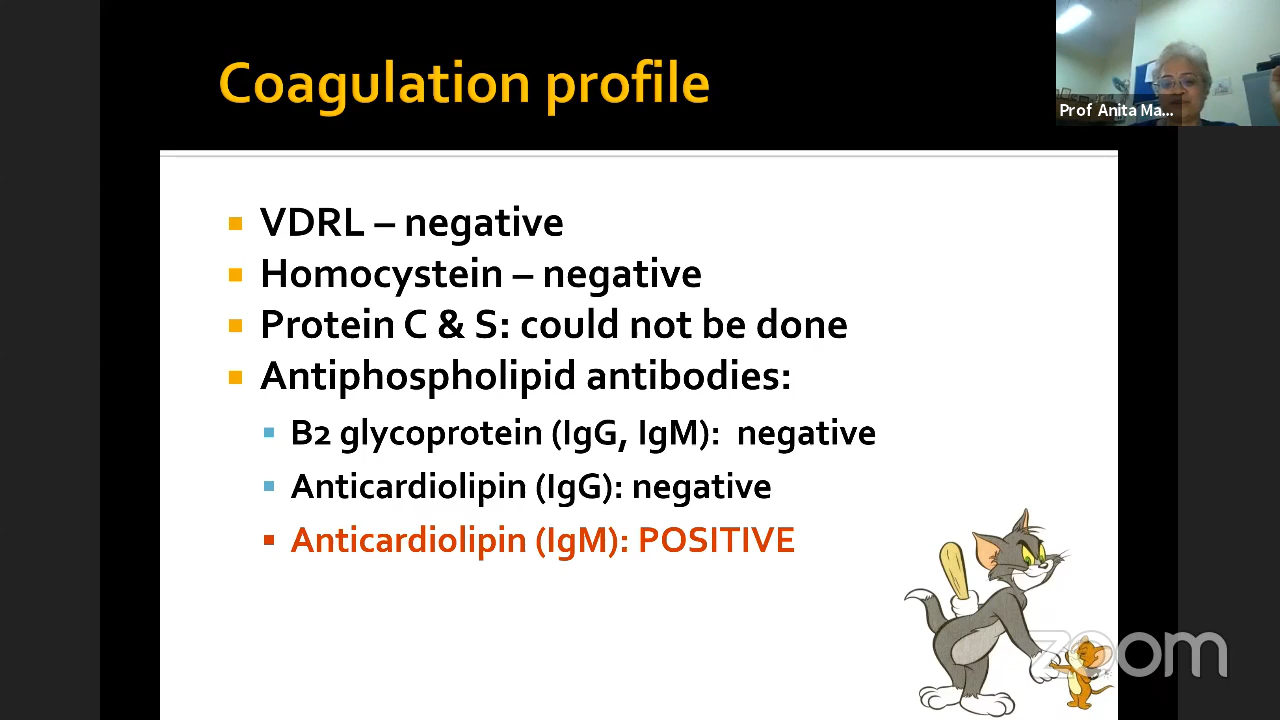 Coagulation profile
Prof Anita Ma...
VDRL – negative
Homocystein – negative
Protein C & S: could not be done
Antiphospholipid antibodies:
B2 glycoprotein (IgG, IgM): negative
Anticardiolipin (IgG): negative
Anticardiolipin (IgM): POSITIVE
zoom